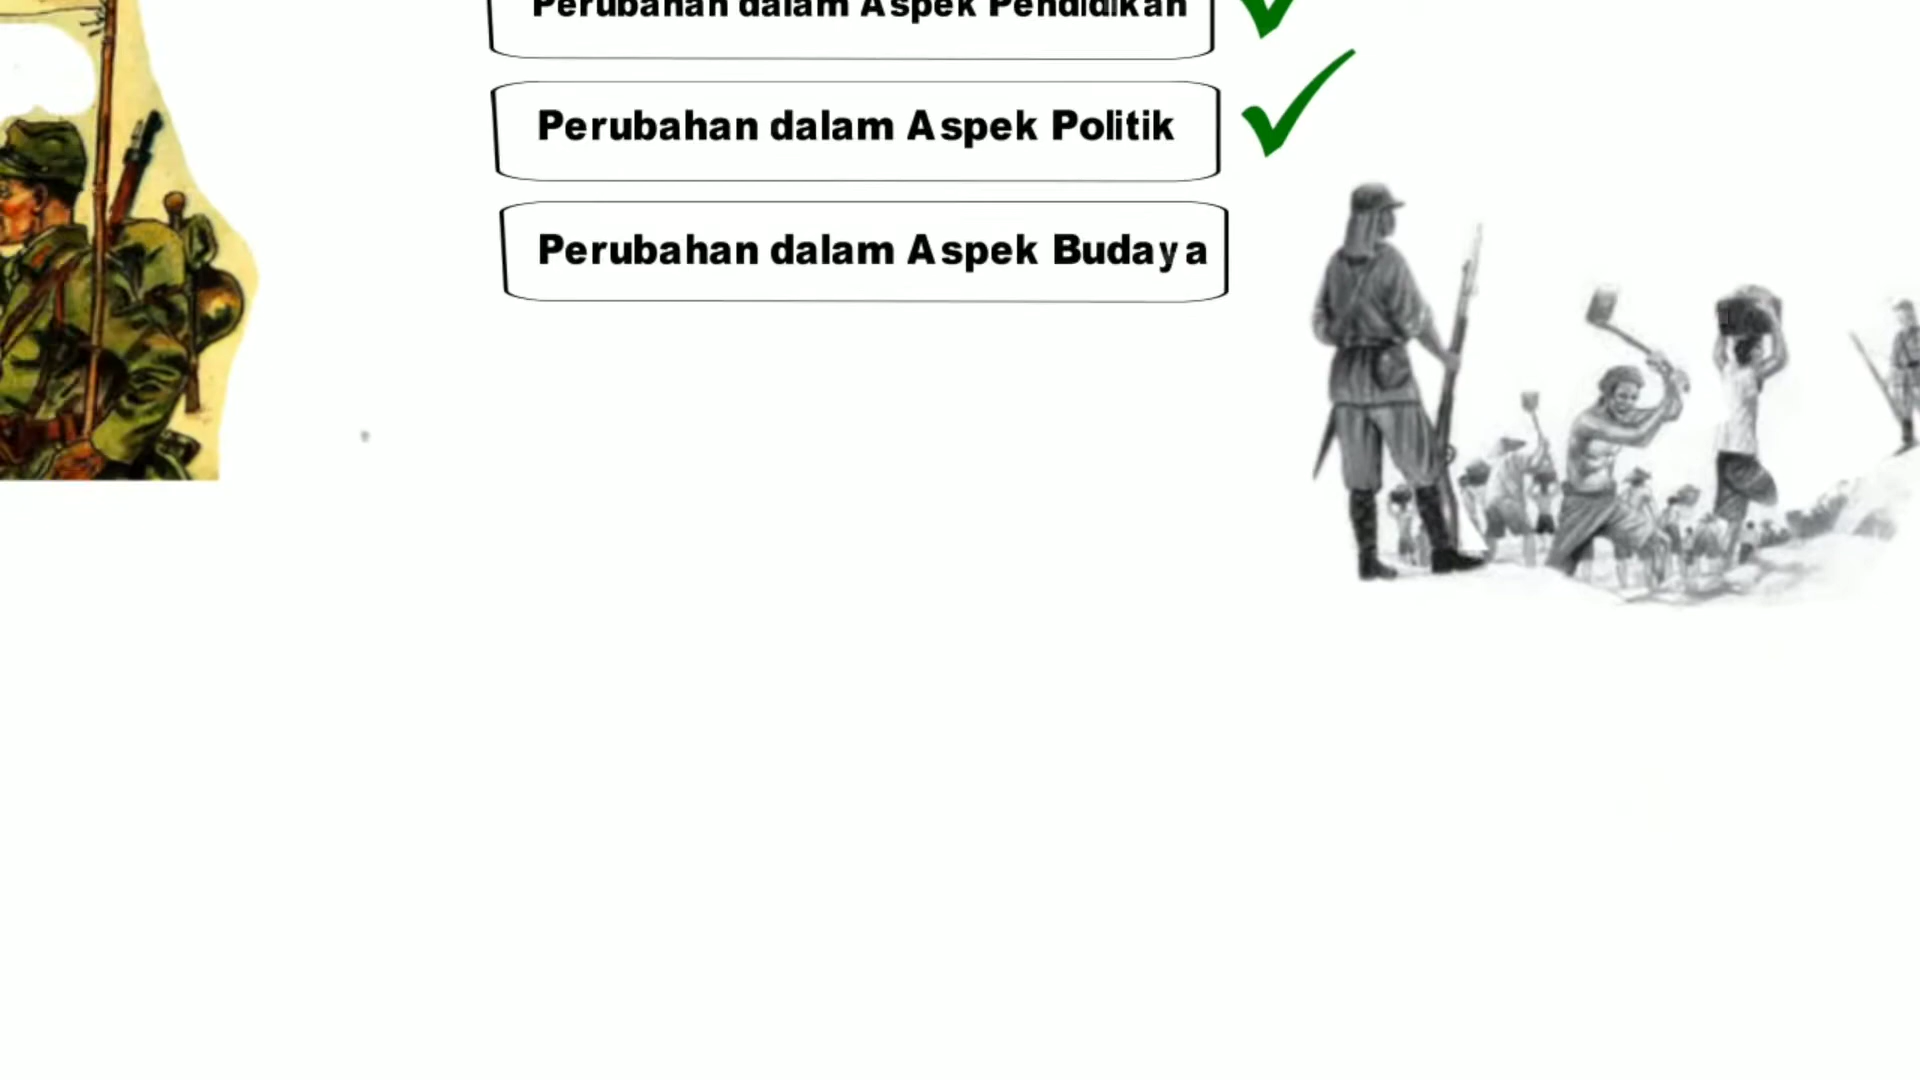 Perubahan dalam Aspek Pendidikan
Perubahan dalam Aspek Politik
Perubahan dalam Aspek Budaya